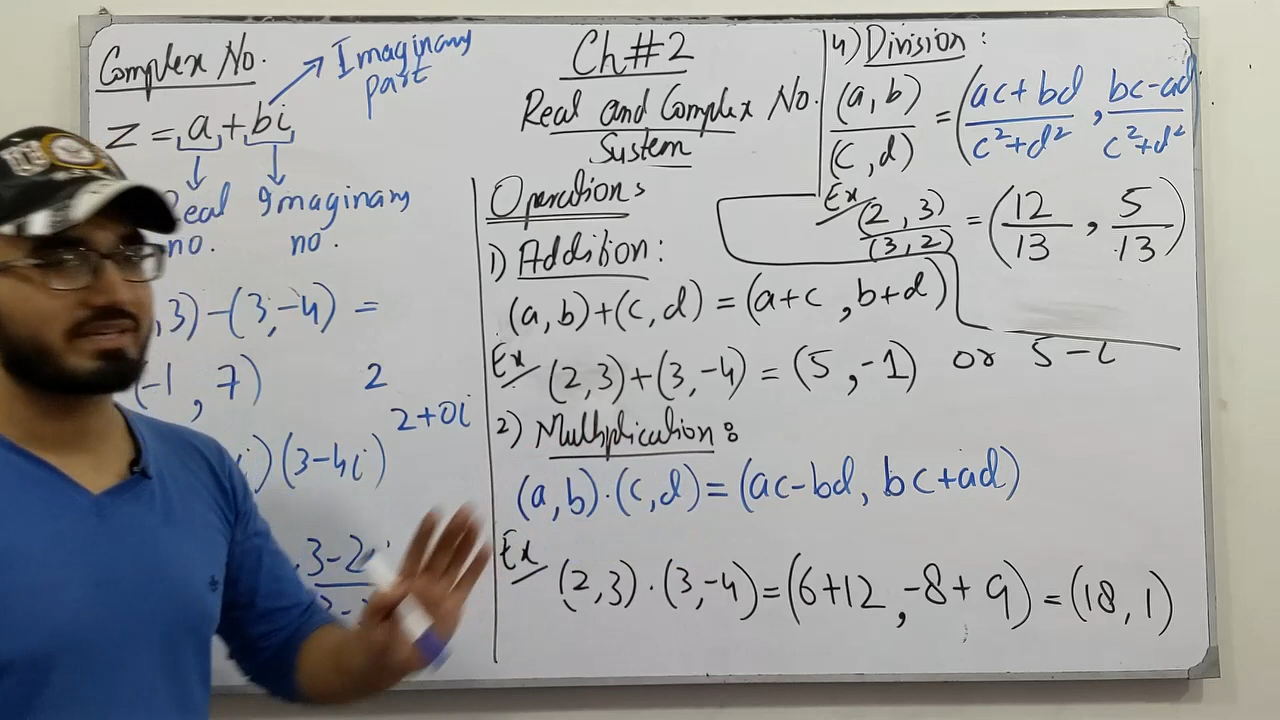 Complex No.
Imaginary
part
Z = a + bi
Real Imaginary
no. no.
,3)-(3,-4) =
(-1, 7) 2
2+0i
i)(3-4i)
.3-2i
Ch#2
Real and Complex No.
System
Operations
1) Addition:
(a,b)+(c,d) = (a+c, b+d)
Ex (2,3)+(3,-4) = (5,-1) or 5-i
2) Multiplication:
(a,b)·(c,d) = (ac-bd, bc+ad)
Ex (2,3)·(3,-4) = (6+12, -8+9) = (18, 1)
4) Division:
(a,b)/(c,d) = (ac+bd/c²+d², bc-ad/c²+d²)
Ex (2,3)/(3,2) = (12/13, 5/13)